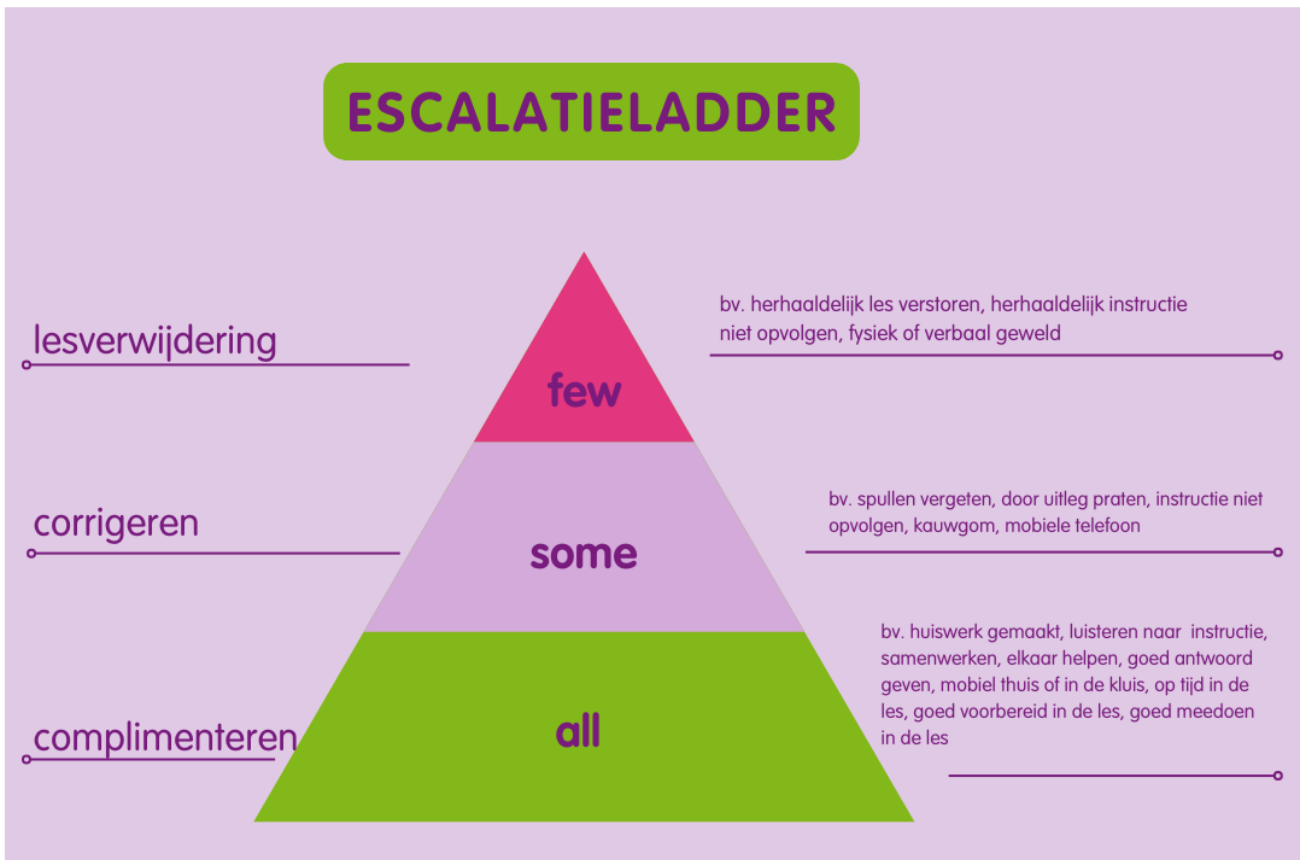 ESCALATIELADDER
lesverwijdering
few
bv. herhaaldelijk les verstoren, herhaaldelijk instructie
niet opvolgen, fysiek of verbaal geweld
corrigeren
some
bv. spullen vergeten, door uitleg praten, instructie niet
opvolgen, kauwgom, mobiele telefoon
complimenteren
all
bv. huiswerk gemaakt, luisteren naar instructie,
samenwerken, elkaar helpen, goed antwoord
geven, mobiel thuis of in de kluis, op tijd in de
les, goed voorbereid in de les, goed meedoen
in de les